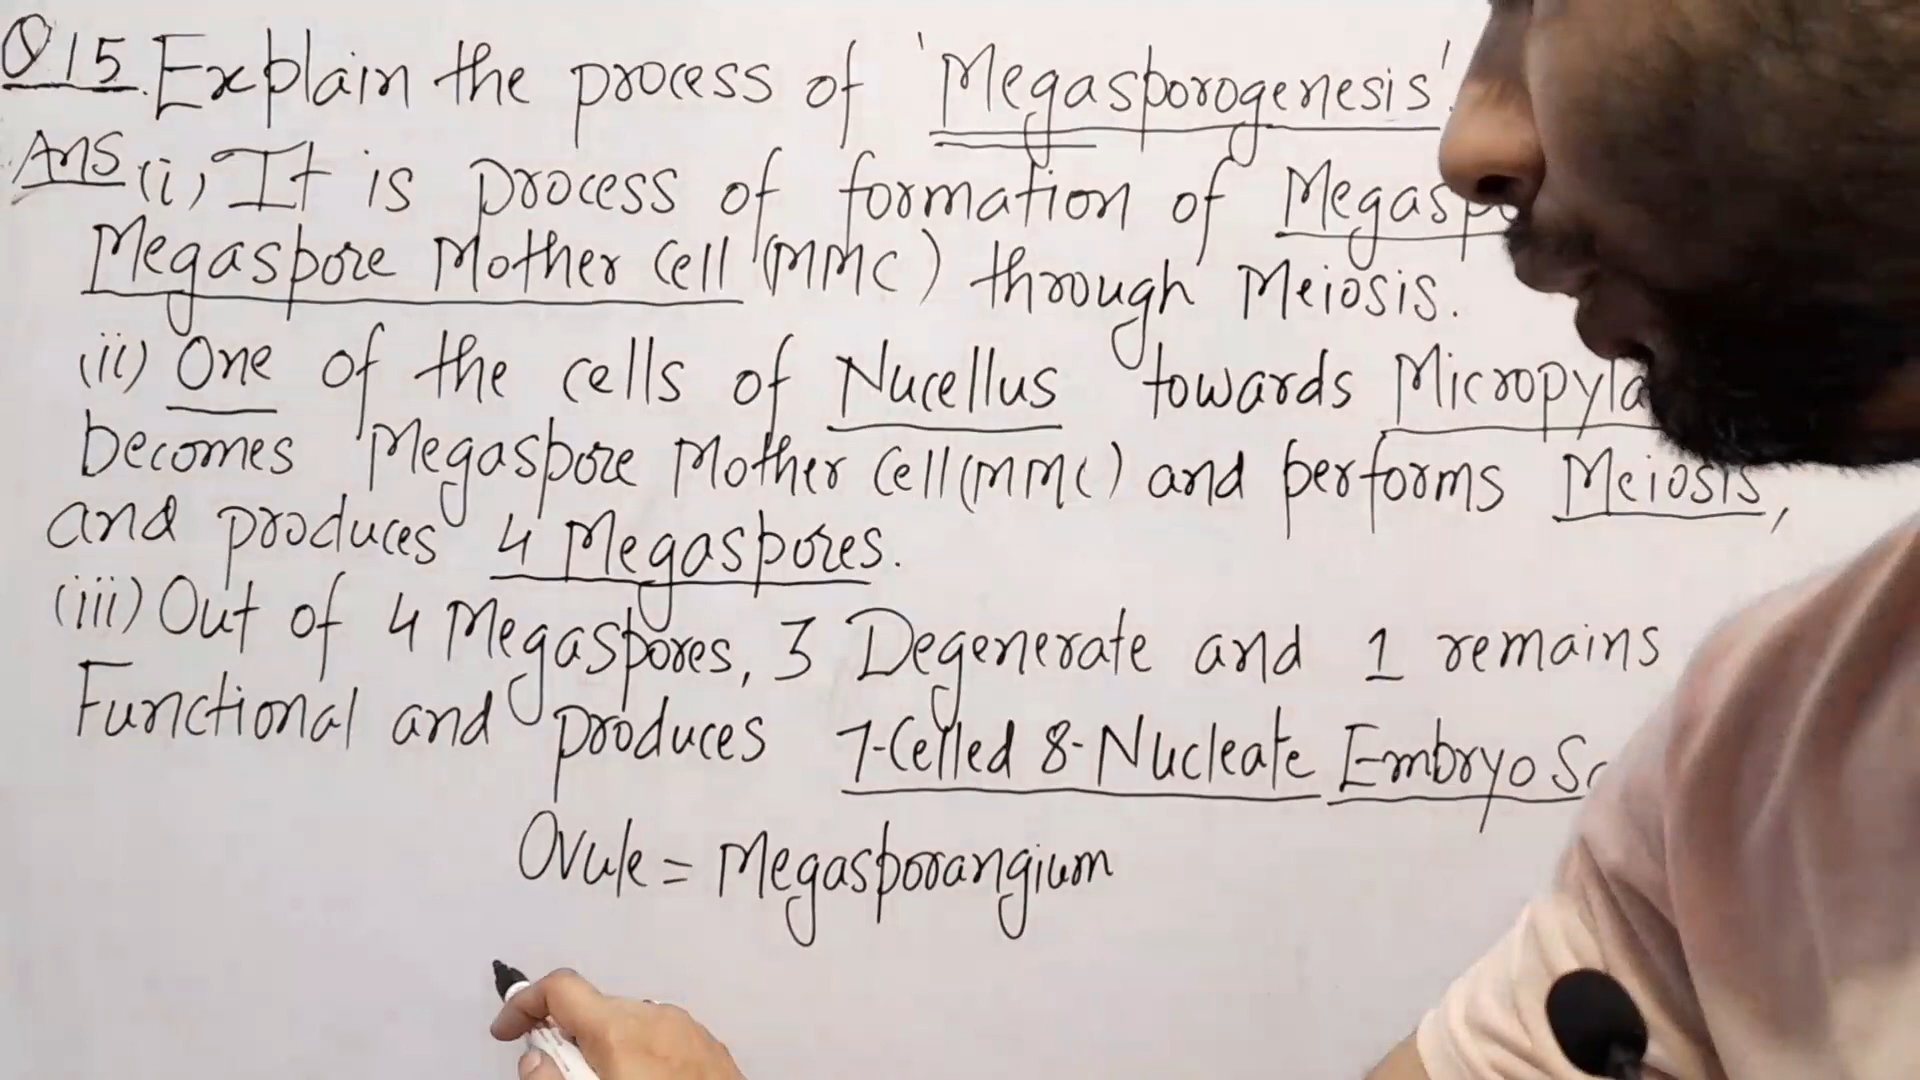 Q15. Explain the process of 'Megasporogenesis'.
Ans (i) It is process of formation of
Megaspore Mother Cell (MMC) through Meiosis.
(ii) One of the cells of Nucellus towards
becomes Megaspore Mother Cell (MMC) and performs Meiosis,
and produces 4 Megaspores.
(iii) Out of 4 Megaspores, 3 Degenerate and 1 remains
Functional and produces 7-Celled 8-Nucleate Embryo
Ovule = Megasporangium